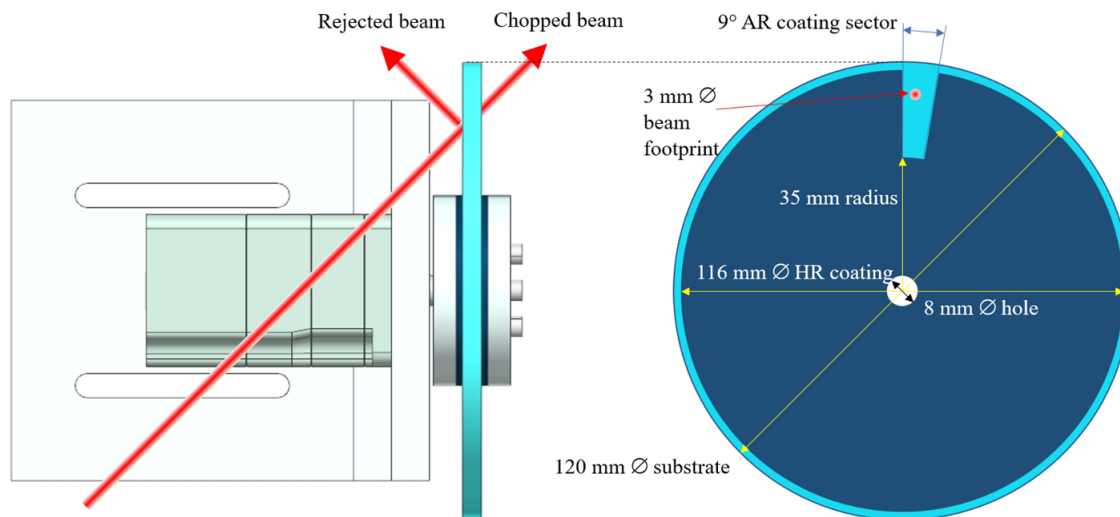 Rejected beam
Chopped beam
9° AR coating sector
3 mm ∅
beam
footprint
35 mm radius
116 mm ∅ HR coating
8 mm ∅ hole
120 mm ∅ substrate